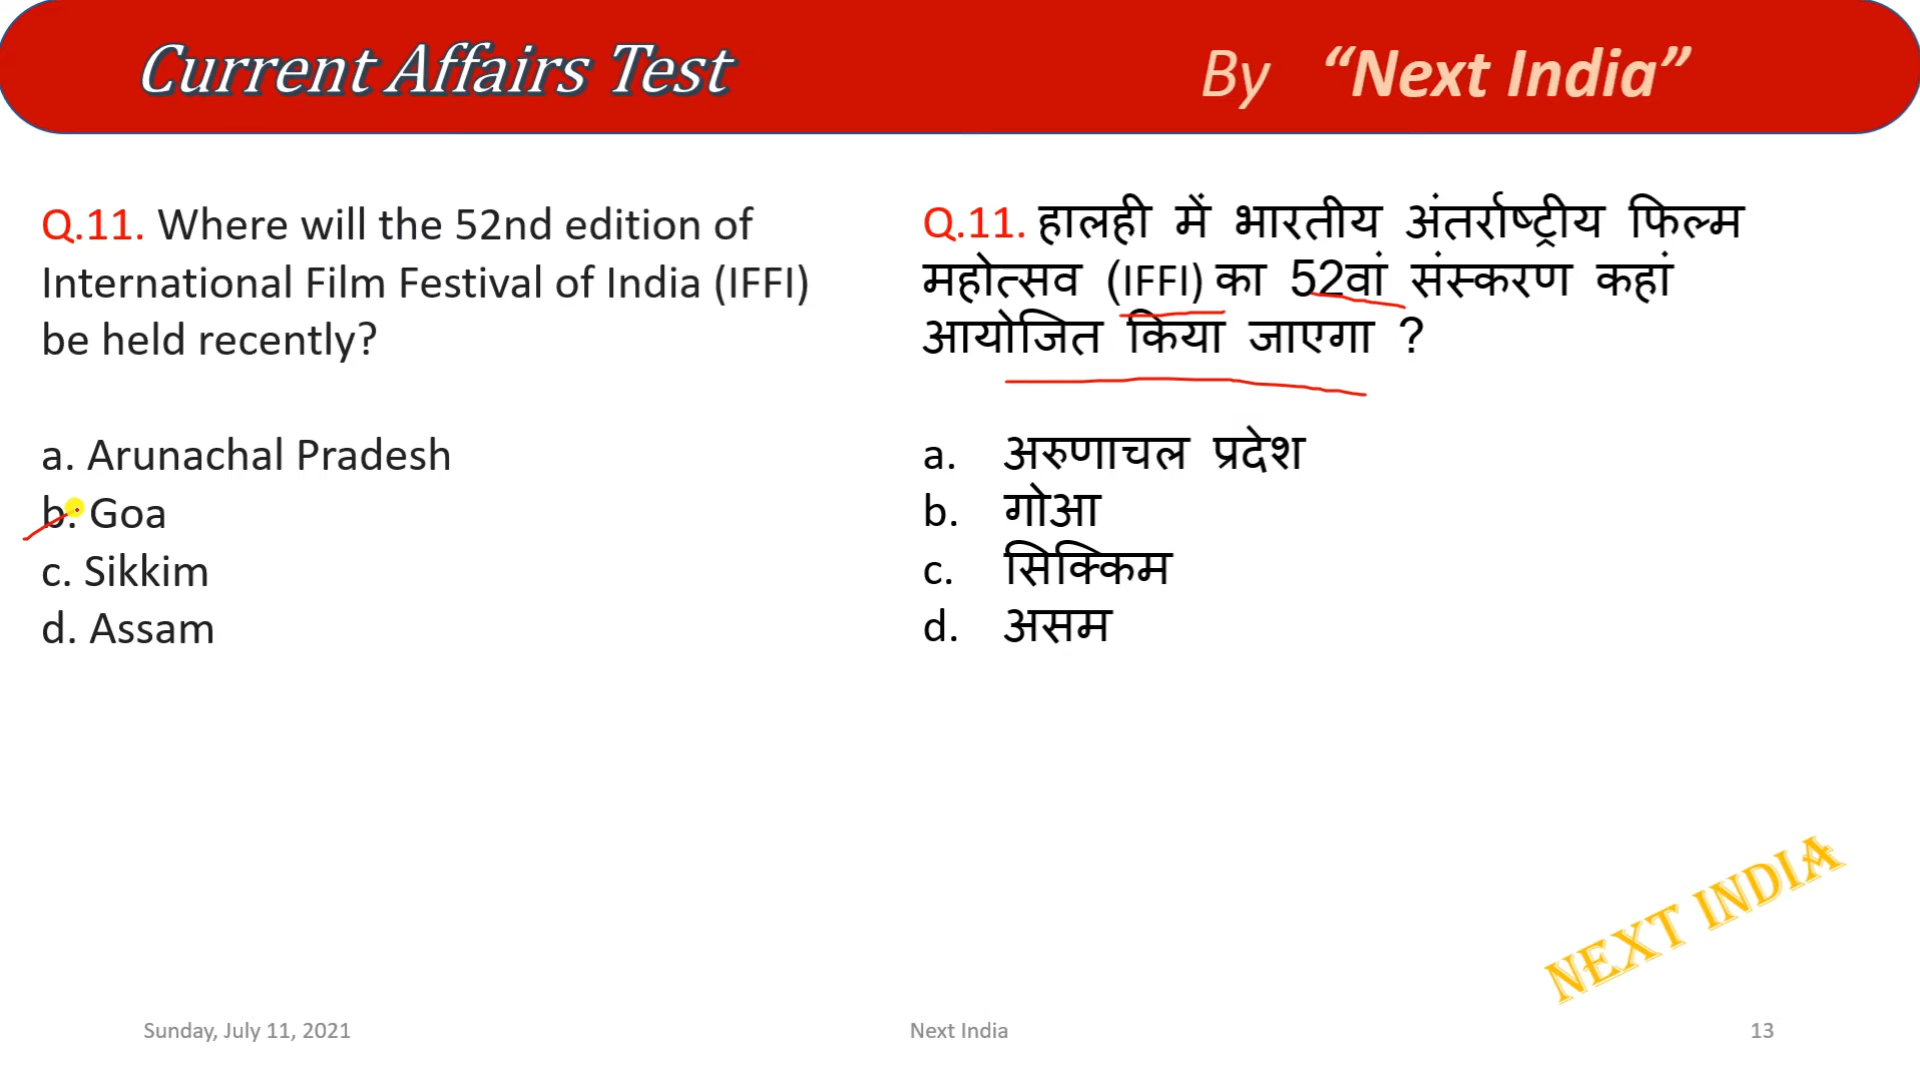 Current Affairs Test
By "Next India"
Q.11. Where will the 52nd edition of
International Film Festival of India (IFFI)
be held recently?
a. Arunachal Pradesh
b. Goa
c. Sikkim
d. Assam
Q.11. हालही में भारतीय अंतर्राष्ट्रीय फिल्म
महोत्सव (IFFI) का 52वां संस्करण कहां
आयोजित किया जाएगा ?
a. अरुणाचल प्रदेश
b. गोआ
c. सिक्किम
d. असम
NEXT INDIA
Sunday, July 11, 2021
Next India
13